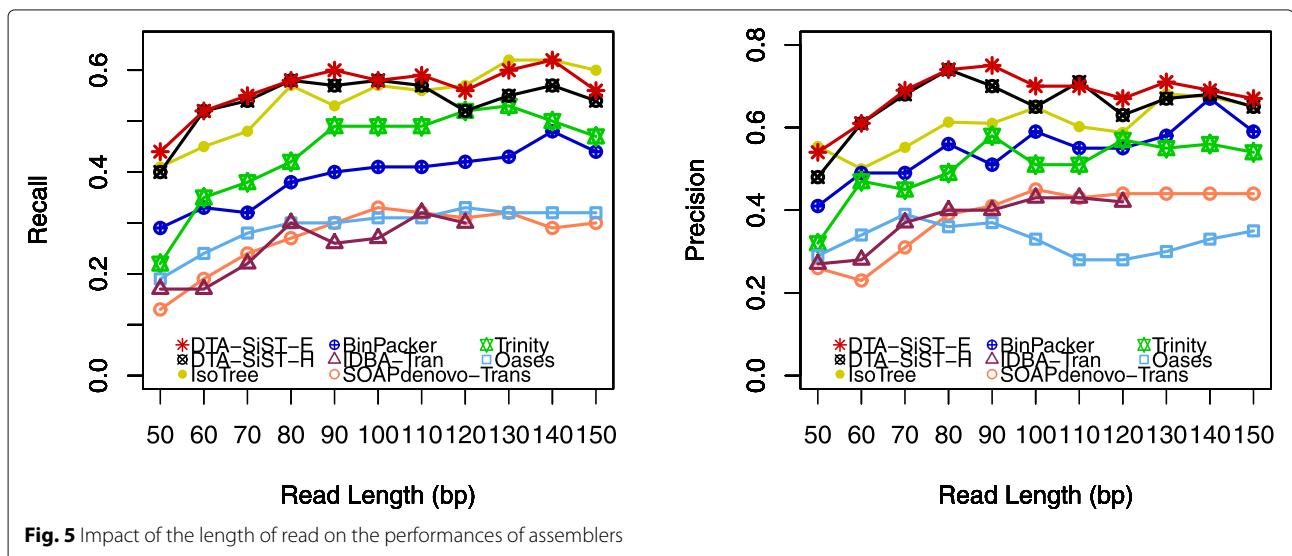 Recall
0.6
0.4
0.2
0.0
DTA−SiST−E
DTA−SiST−H
IsoTree
BinPacker
IDBA−Tran
SOAPdenovo−Trans
Trinity
Oases
50 60 70 80 90 100 110 120 130 140 150
Read Length (bp)
Precision
0.8
0.6
0.4
0.2
0.0
DTA−SiST−E
DTA−SiST−H
IsoTree
BinPacker
IDBA−Tran
SOAPdenovo−Trans
Trinity
Oases
50 60 70 80 90 100 110 120 130 140 150
Read Length (bp)
Fig. 5 Impact of the length of read on the performances of assemblers